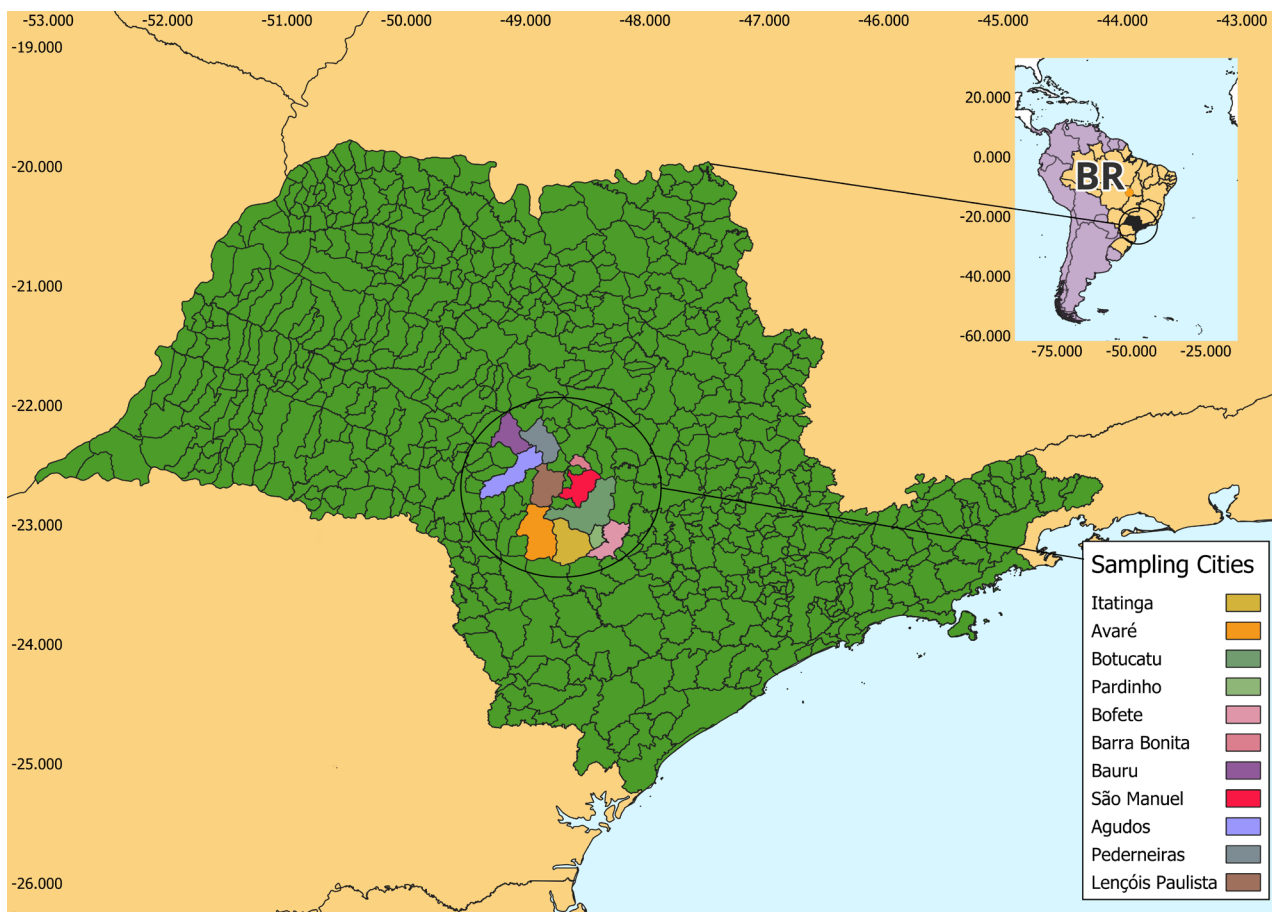 -53.000 -52.000 -51.000 -50.000 -49.000 -48.000 -47.000 -46.000 -45.000 -44.000 -43.000
-19.000
-20.000
-21.000
-22.000
-23.000
-24.000
-25.000
-26.000
20.000
0.000
-20.000
-40.000
-60.000
BR
-75.000 -50.000 -25.000
Sampling Cities
Itatinga
Avaré
Botucatu
Pardinho
Bofete
Barra Bonita
Bauru
São Manuel
Agudos
Pederneiras
Lençóis Paulista